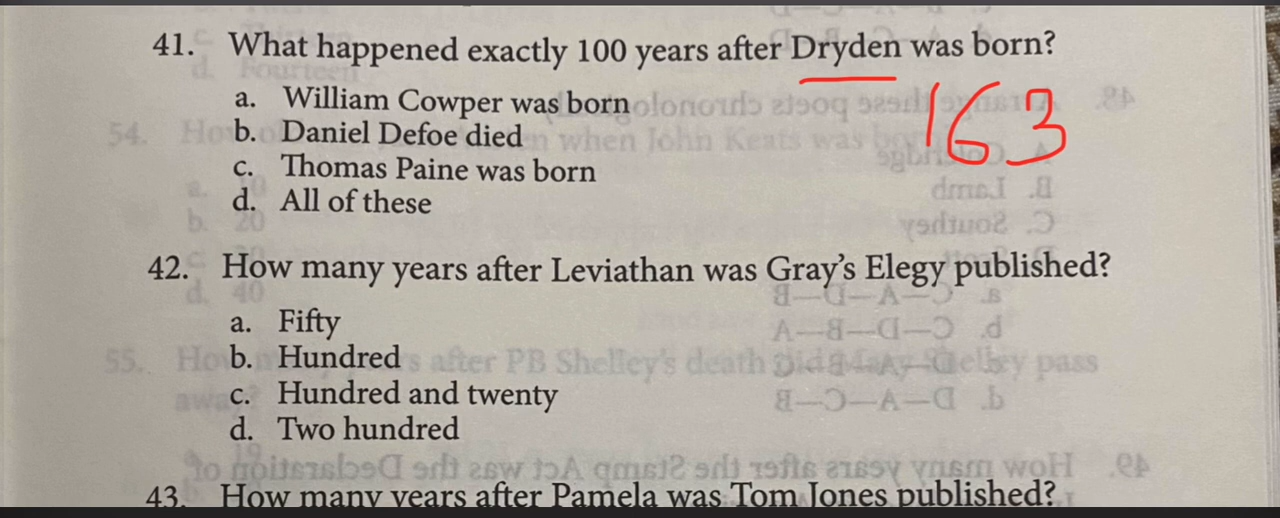 41. What happened exactly 100 years after Dryden was born?
a. William Cowper was born
b. Daniel Defoe died
c. Thomas Paine was born
d. All of these
163
42. How many years after Leviathan was Gray's Elegy published?
a. Fifty
b. Hundred
c. Hundred and twenty
d. Two hundred
43. How many years after Pamela was Tom Jones published?